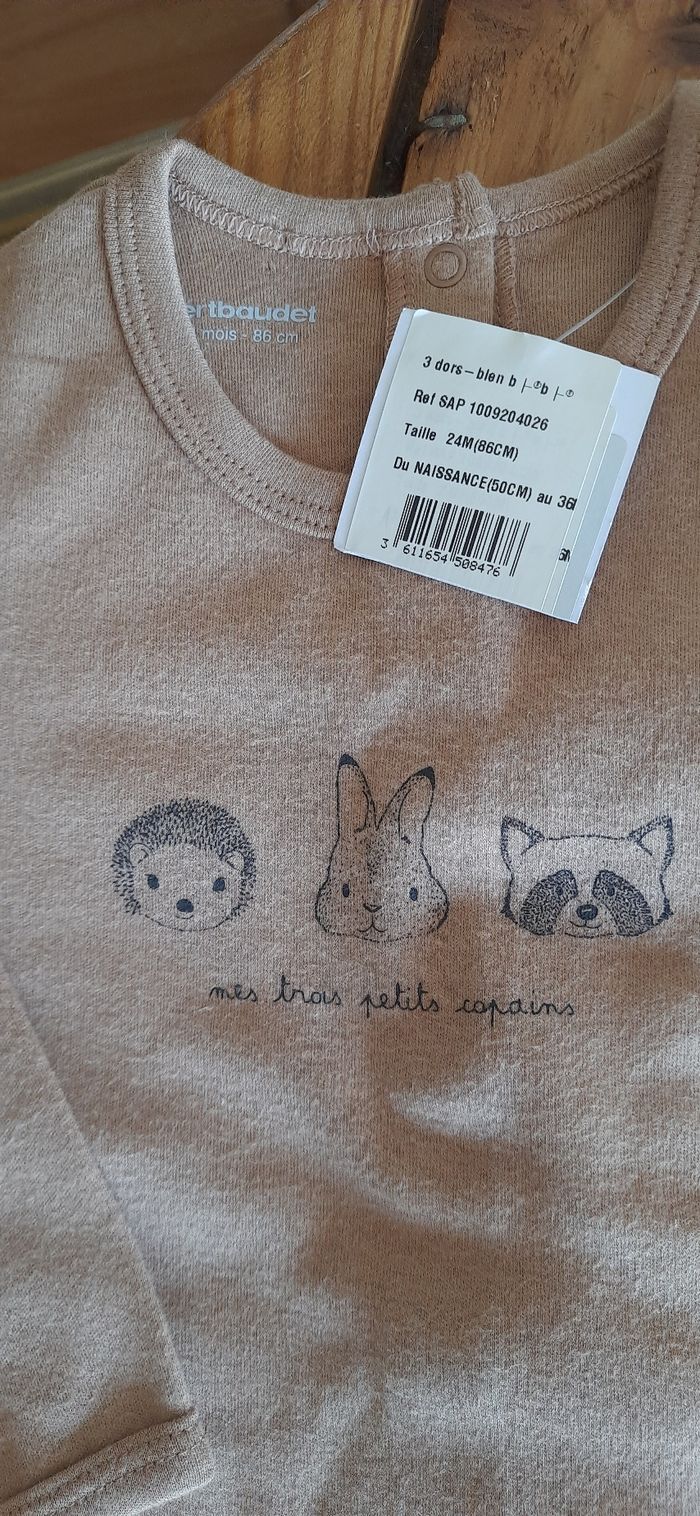 ertbaudet
mois - 86 cm
3 dors-bien b
Ref SAP 1009204026
Taille 24M(86CM)
Du NAISSANCE(50CM) au 36
3 611654 508476
mes trois petits copains